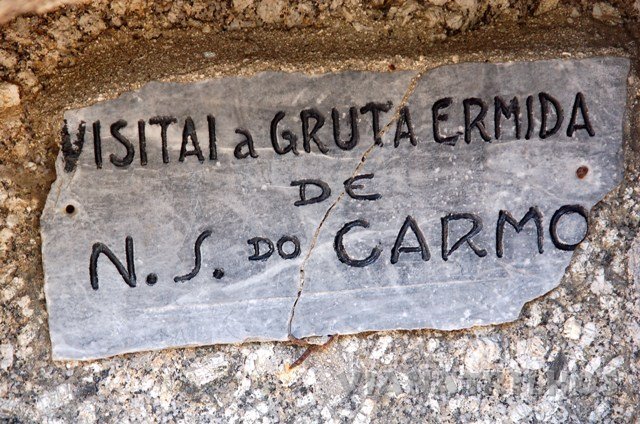 VISITAI a GRUTA ERMIDA
DE
N. S. DO CARMO